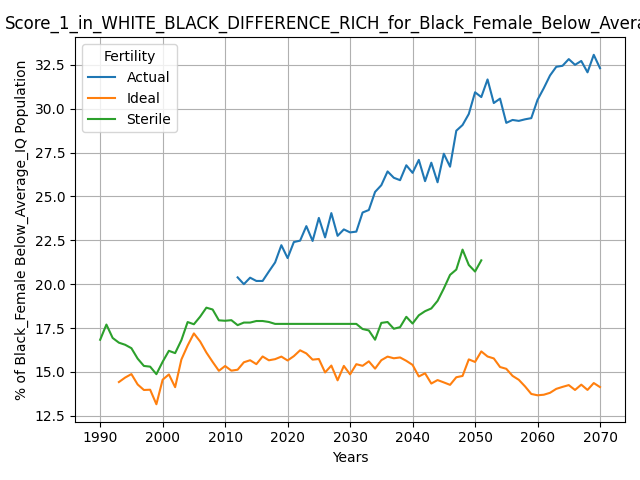 Score_1_in_WHITE_BLACK_DIFFERENCE_RICH_for_Black_Female_Below_Avera
Fertility
Actual
Ideal
Sterile
% of Black_Female Below_Average_IQ Population
32.5
30.0
27.5
25.0
22.5
20.0
17.5
15.0
12.5
1990 2000 2010 2020 2030 2040 2050 2060 2070
Years